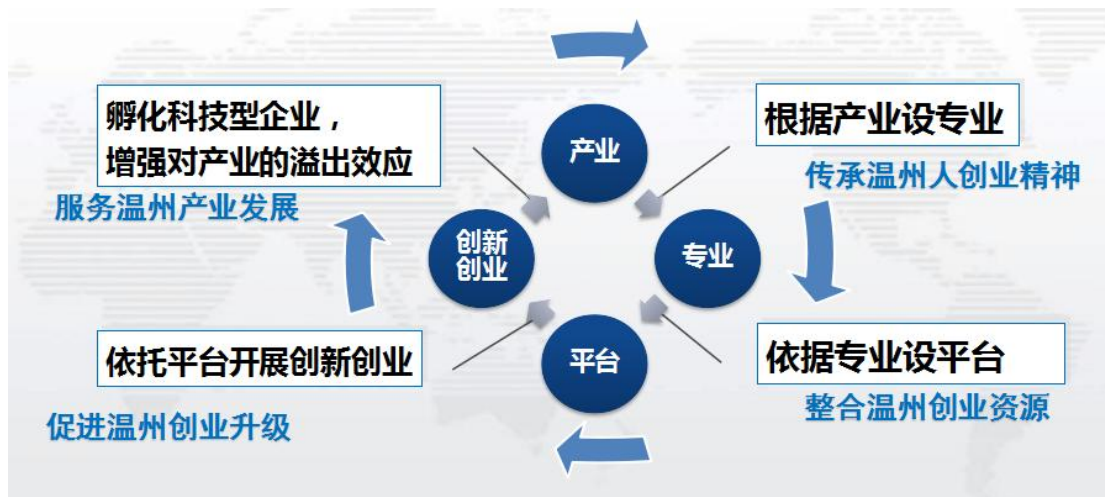 孵化科技型企业，
增强对产业的溢出效应
服务温州产业发展
产业
根据产业设专业
传承温州人创业精神
创新
创业
专业
平台
依托平台开展创新创业
促进温州创业升级
依据专业设平台
整合温州创业资源